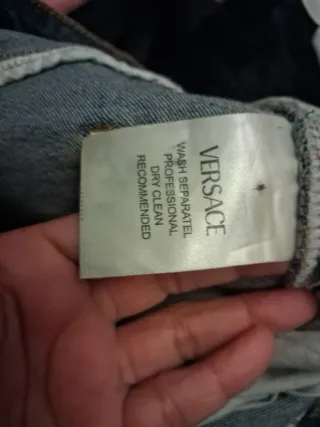 VERSACE
WASH SEPARATEL
PROFESSIONAL
DRY CLEAN
RECOMMENDED